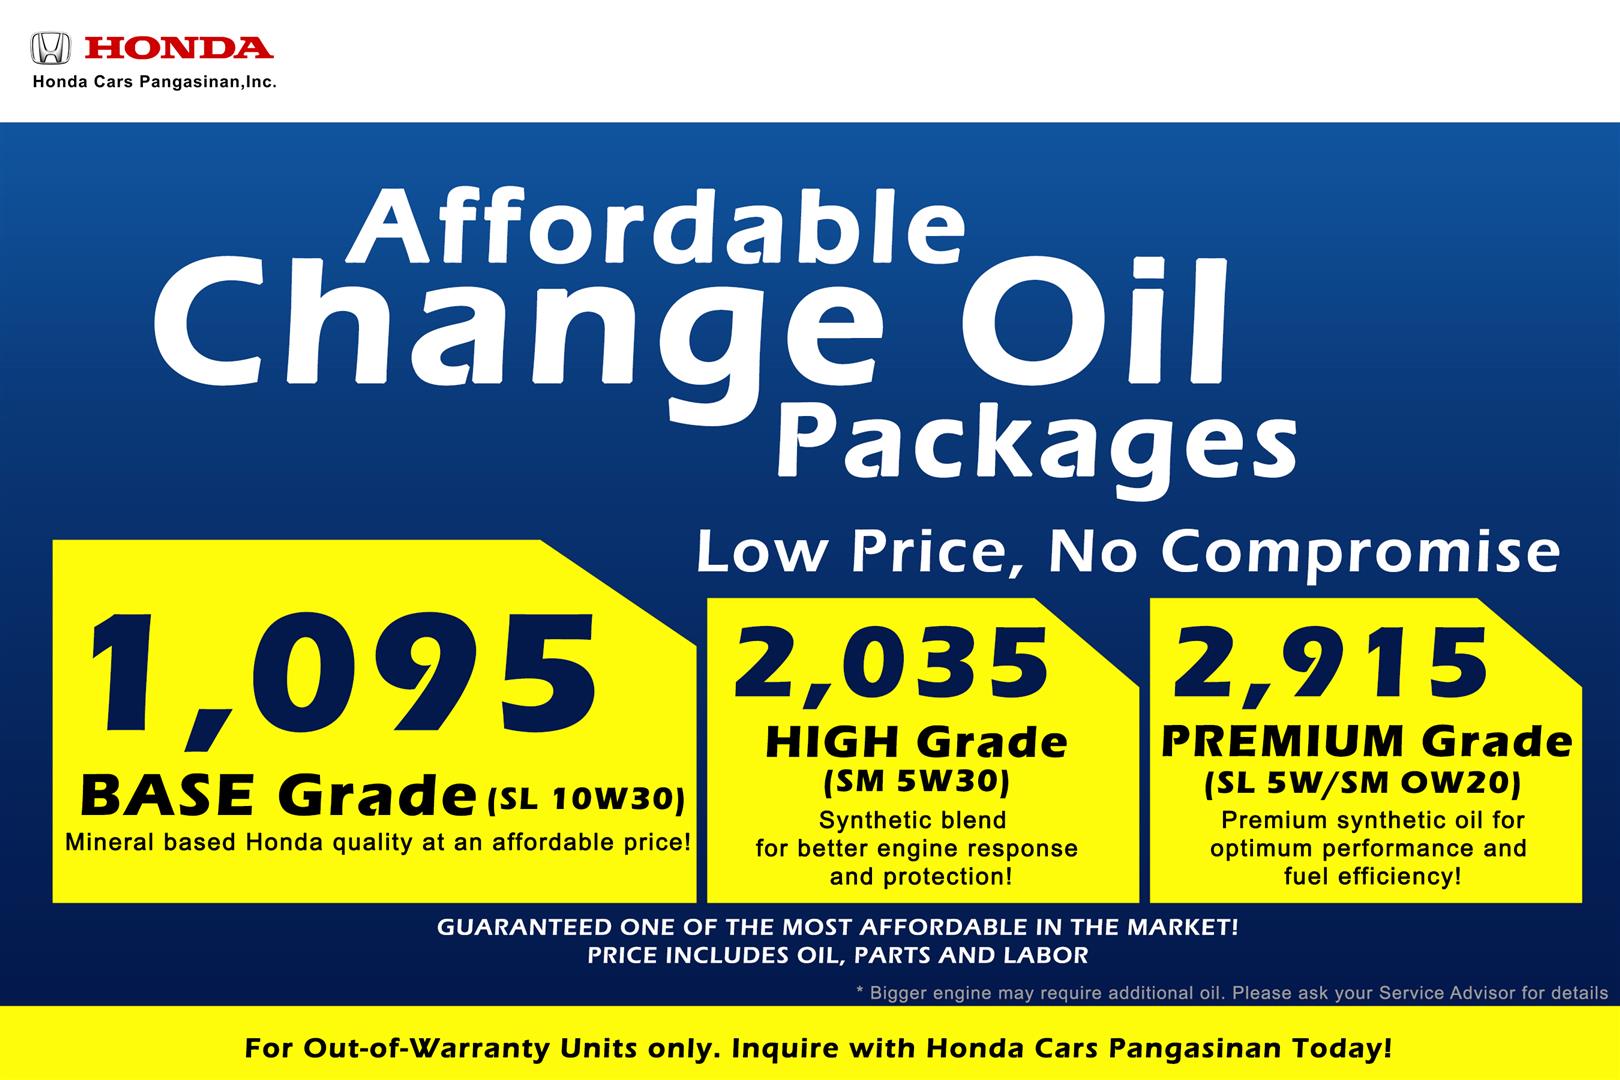 HONDA
Honda Cars Pangasinan,Inc.
Affordable
Change Oil
Packages
Low Price, No Compromise
1,095
BASE Grade (SL 10W30)
Mineral based Honda quality at an affordable price!
2,035
HIGH Grade
(SM 5W30)
Synthetic blend
for better engine response
and protection!
2,915
PREMIUM Grade
(SL 5W/SM OW20)
Premium synthetic oil for
optimum performance and
fuel efficiency!
GUARANTEED ONE OF THE MOST AFFORDABLE IN THE MARKET!
PRICE INCLUDES OIL, PARTS AND LABOR
* Bigger engine may require additional oil. Please ask your Service Advisor for details
For Out-of-Warranty Units only. Inquire with Honda Cars Pangasinan Today!